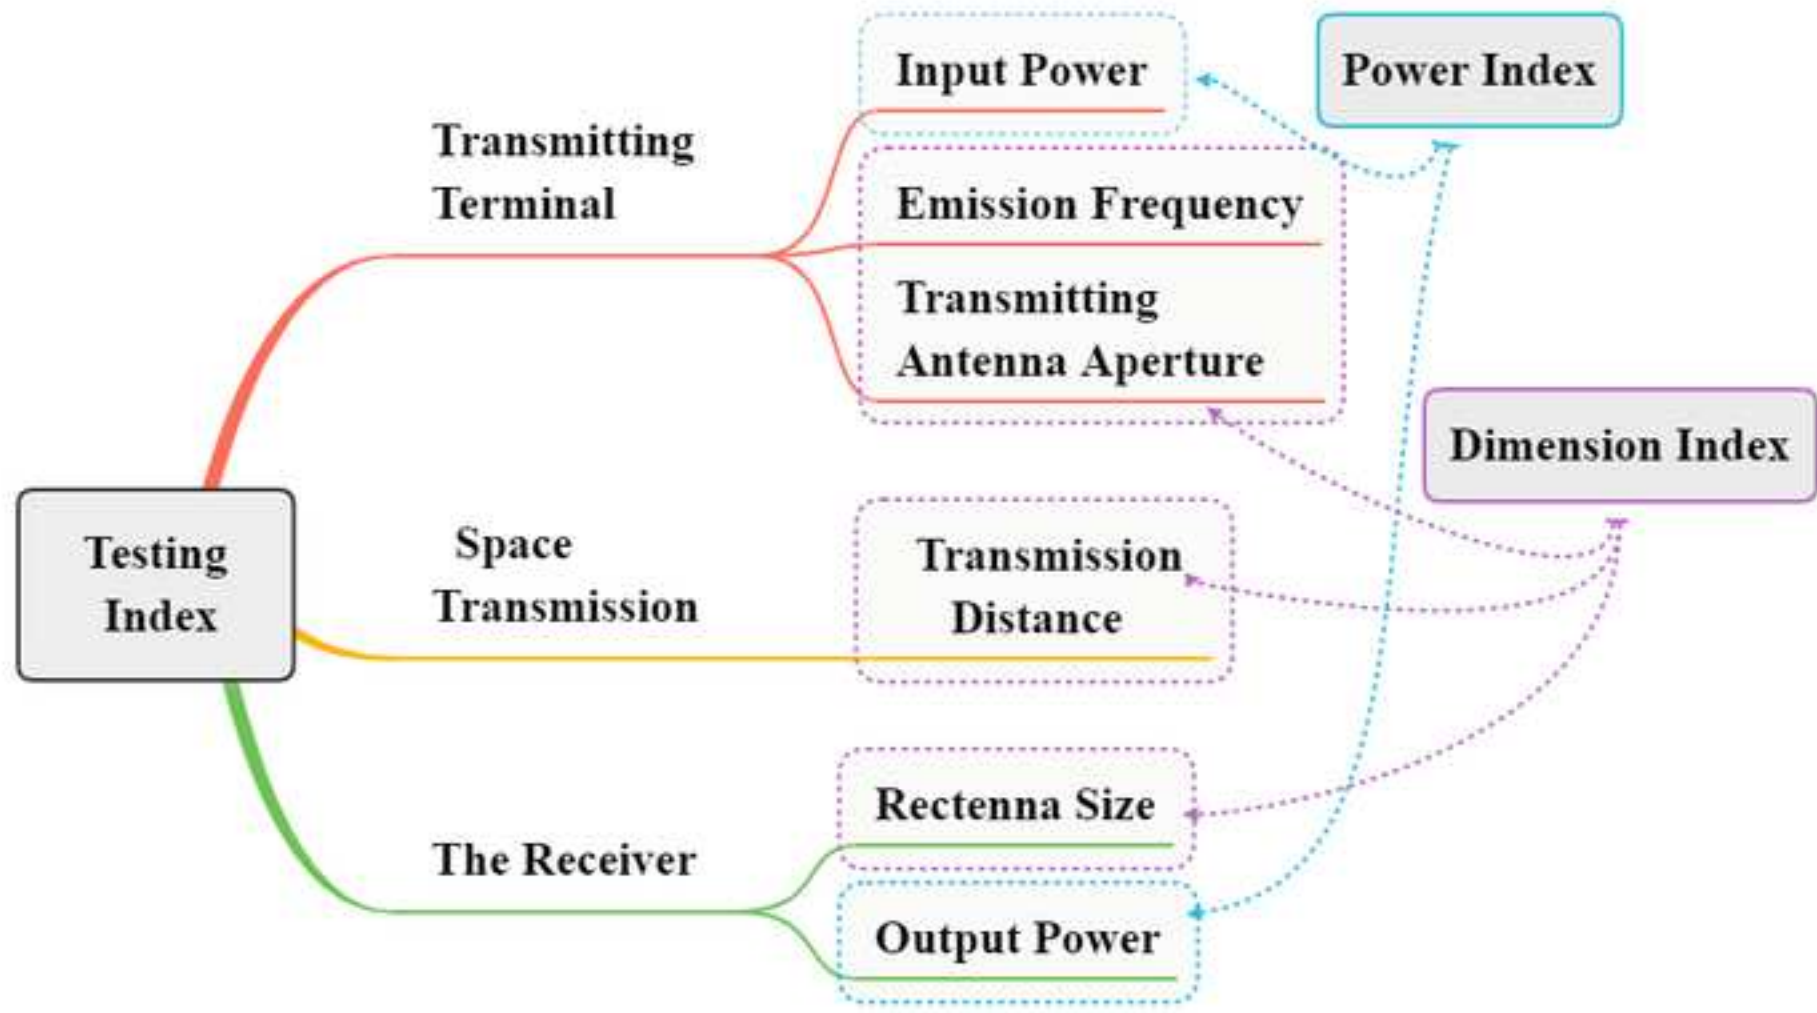 Input Power
Power Index
Transmitting
Terminal
Emission Frequency
Transmitting
Antenna Aperture
Dimension Index
Testing
Index
Space
Transmission
Transmission
Distance
Rectenna Size
The Receiver
Output Power